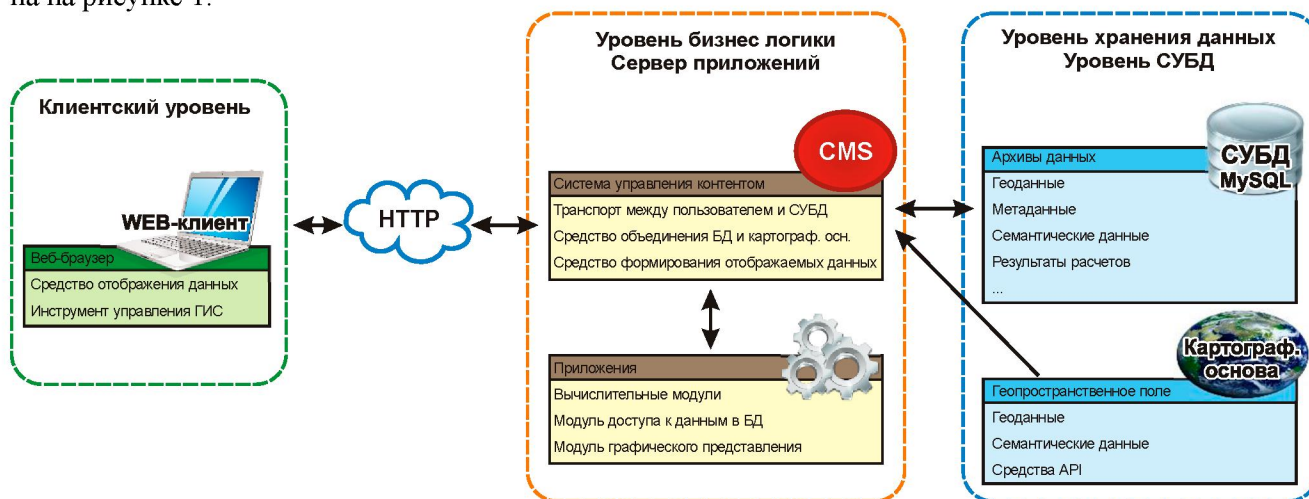 на на рисунке 1.
Клиентский уровень
WEB-клиент
Веб-браузер
Средство отображения данных
Инструмент управления ГИС
HTTP
Уровень бизнес логики
Сервер приложений
CMS
Система управления контентом
Транспорт между пользователем и СУБД
Средство объединения БД и картограф. осн.
Средство формирования отображаемых данных
Приложения
Вычислительные модули
Модуль доступа к данным в БД
Модуль графического представления
Уровень хранения данных
Уровень СУБД
СУБД
MySQL
Архивы данных
Геоданные
Метаданные
Семантические данные
Результаты расчетов
...
Картограф.
основа
Геопространственное поле
Геоданные
Семантические данные
Средства API